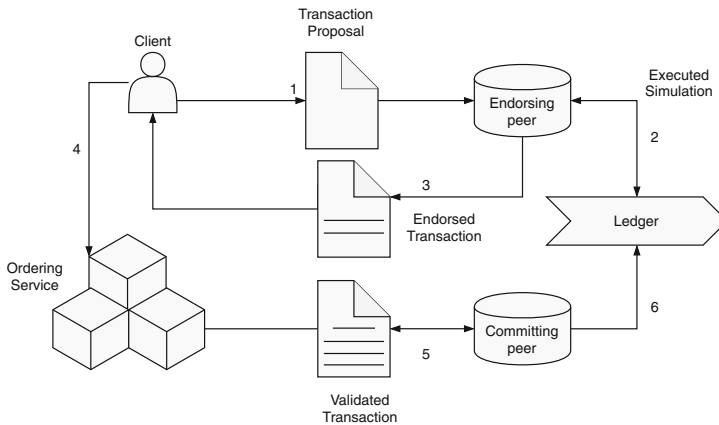 Transaction
Proposal
Client
Executed
Simulation
1
Endorsing
peer
2
4
3
Endorsed
Transaction
Ledger
Ordering
Service
Committing
peer
6
5
Validated
Transaction